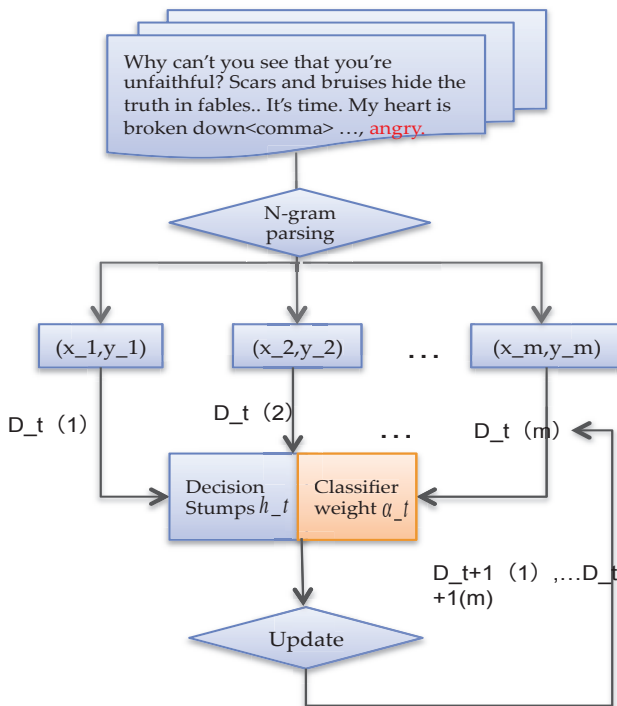 Why can't you see that you're
unfaithful? Scars and bruises hide the
truth in fables.. It's time. My heart is
broken down<comma> ..., angry.
N-gram
parsing
(x_1,y_1)
(x_2,y_2)
...
(x_m,y_m)
D_t（1）
D_t（2）
...
D_t（m）
Decision
Stumps h_t
Classifier
weight α_t
D_t+1（1）,...D_t
+1(m)
Update